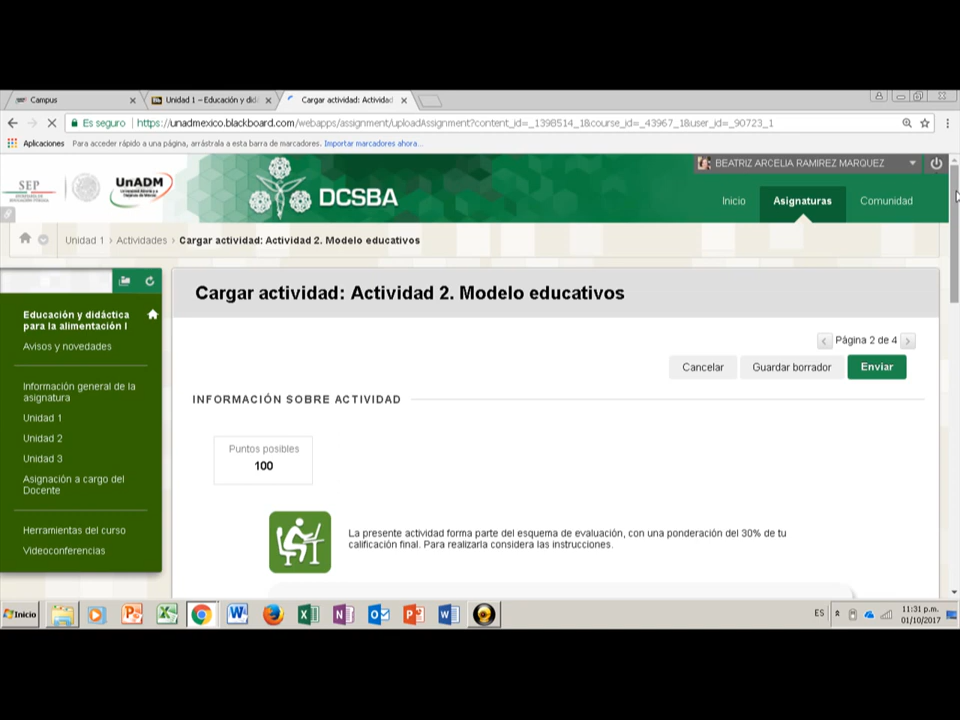 Campus
Unidad 1 – Educación y did
Cargar actividad: Actividad
Es seguro
https://unadmexico.blackboard.com/webapps/assignment/uploadAssignment?content_id=_1398514_1&course_id=_43967_1&user_id=_90723_1
Aplicaciones
Para acceder rápido a una página, arrástrala a esta barra de marcadores. Importar marcadores ahora...
SEP
UnADM
DCSBA
BEATRIZ ARCELIA RAMIREZ MARQUEZ
Inicio
Asignaturas
Comunidad
Unidad 1 > Actividades > Cargar actividad: Actividad 2. Modelo educativos
Educación y didáctica
para la alimentación I
Avisos y novedades
Información general de la
asignatura
Unidad 1
Unidad 2
Unidad 3
Asignación a cargo del
Docente
Herramientas del curso
Videoconferencias
Cargar actividad: Actividad 2. Modelo educativos
< Página 2 de 4 >
Cancelar
Guardar borrador
Enviar
INFORMACIÓN SOBRE ACTIVIDAD
Puntos posibles
100
La presente actividad forma parte del esquema de evaluación, con una ponderación del 30% de tu
calificación final. Para realizarla considera las instrucciones.
Inicio
ES
11:31 p.m.
01/10/2017